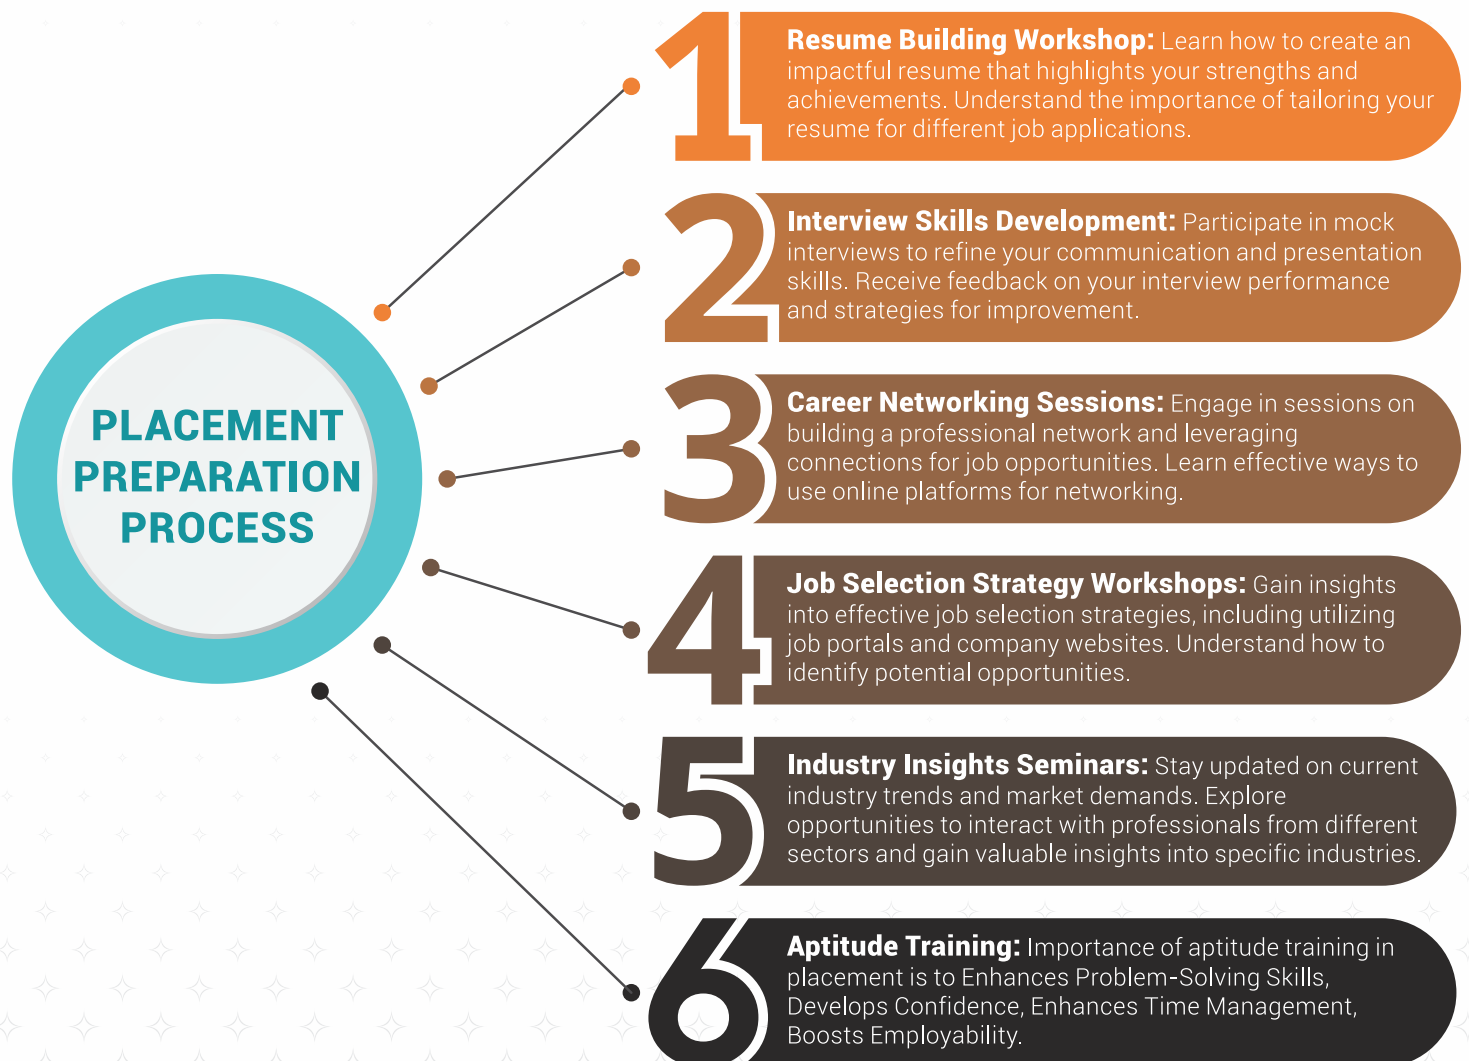 PLACEMENT
PREPARATION
PROCESS
1
Resume Building Workshop: Learn how to create an
impactful resume that highlights your strengths and
achievements. Understand the importance of tailoring your
resume for different job applications.
2
Interview Skills Development: Participate in mock
interviews to refine your communication and presentation
skills. Receive feedback on your interview performance
and strategies for improvement.
3
Career Networking Sessions: Engage in sessions on
building a professional network and leveraging
connections for job opportunities. Learn effective ways to
use online platforms for networking.
4
Job Selection Strategy Workshops: Gain insights
into effective job selection strategies, including utilizing
job portals and company websites. Understand how to
identify potential opportunities.
5
Industry Insights Seminars: Stay updated on current
industry trends and market demands. Explore
opportunities to interact with professionals from different
sectors and gain valuable insights into specific industries.
6
Aptitude Training: Importance of aptitude training in
placement is to Enhances Problem-Solving Skills,
Develops Confidence, Enhances Time Management,
Boosts Employability.